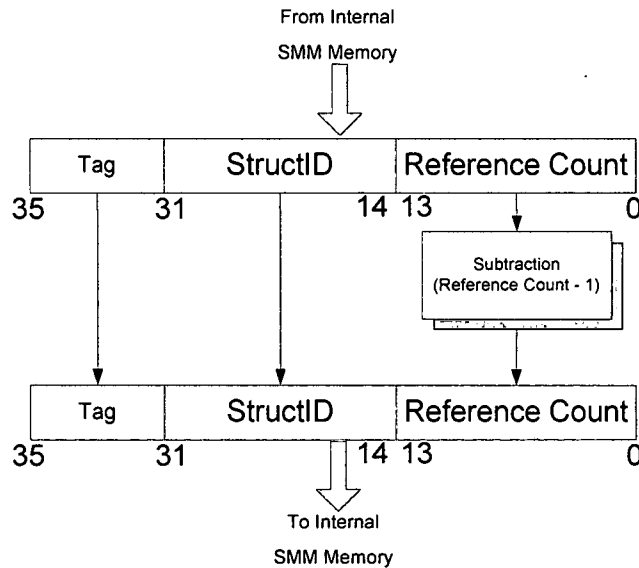 From Internal
SMM Memory
Tag StructID Reference Count
35 31 14 13 0
Subtraction
(Reference Count - 1)
Tag StructID Reference Count
35 31 14 13 0
To Internal
SMM Memory